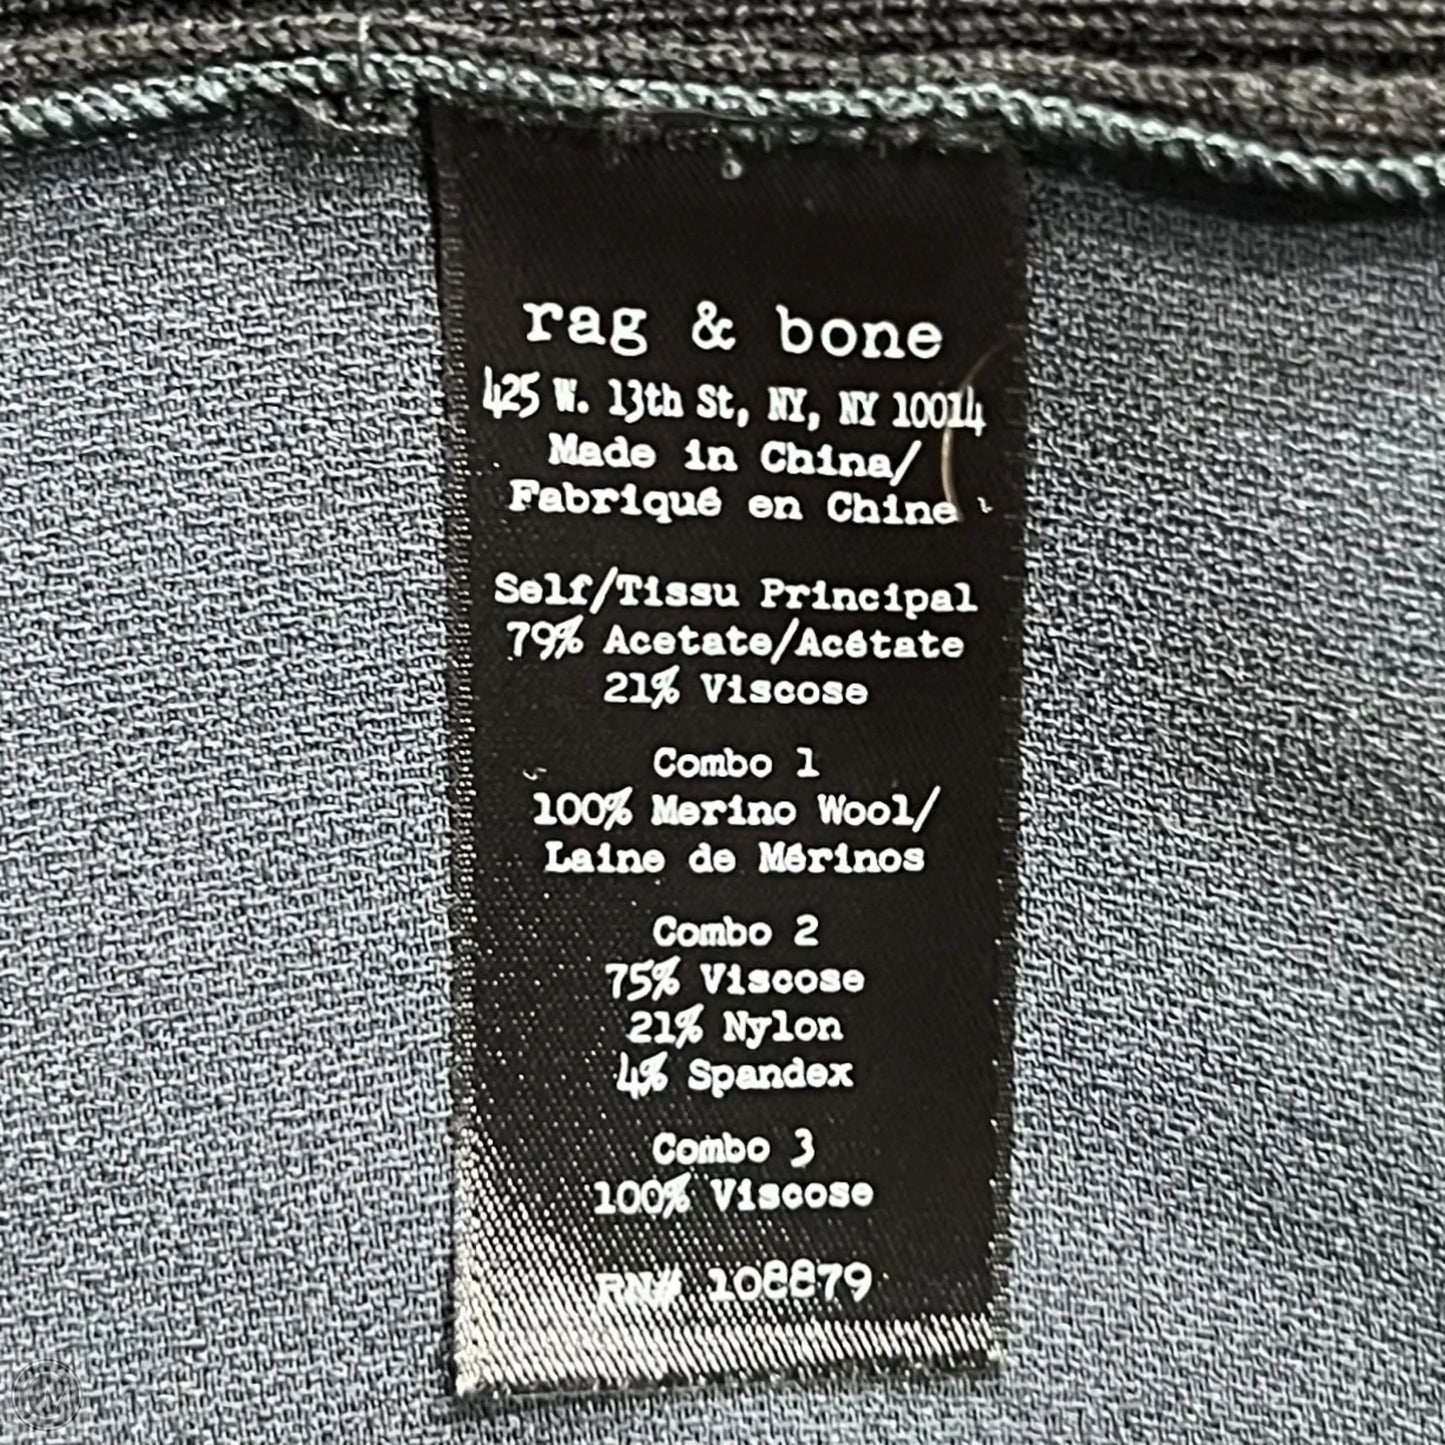 rag & bone
425 W. 13th St, NY, NY 10014
Made in China/
Fabriqué en Chine
Self/Tissu Principal
79% Acetate/Acétate
21% Viscose
Combo 1
100% Merino Wool/
Laine de Mérinos
Combo 2
75% Viscose
21% Nylon
4% Spandex
Combo 3
100% Viscose
RN# 108879